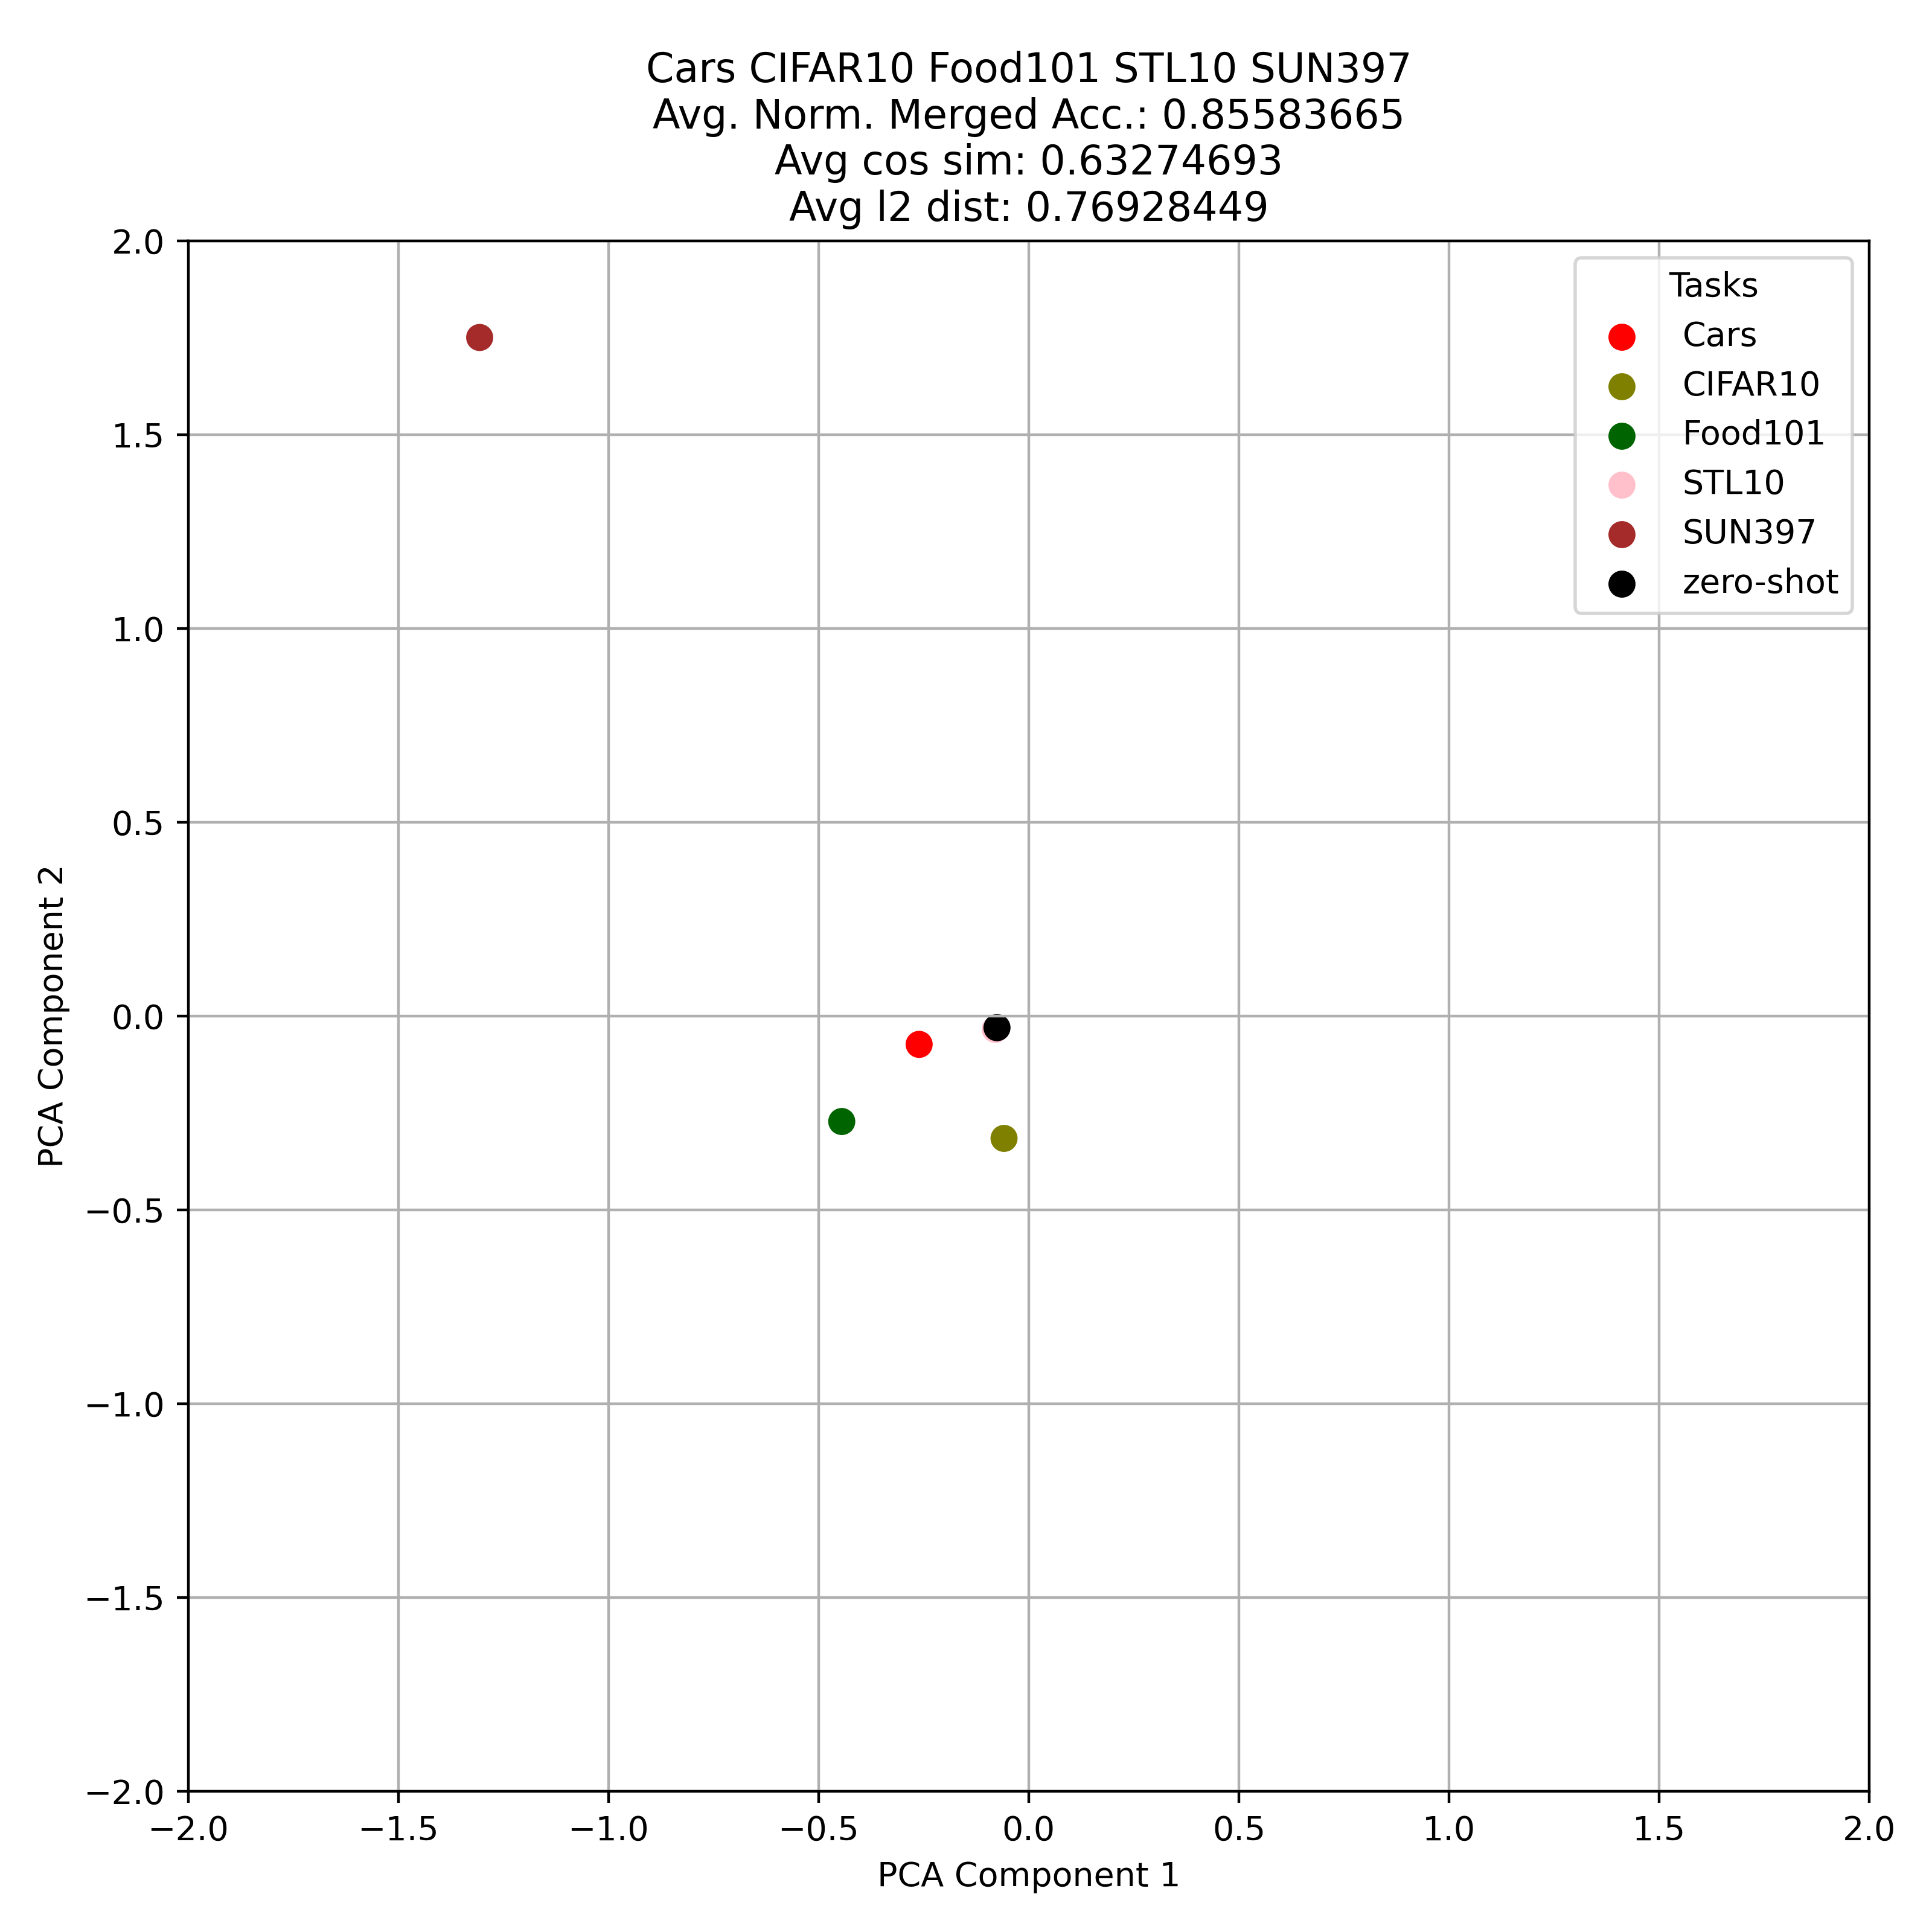 Cars CIFAR10 Food101 STL10 SUN397
Avg. Norm. Merged Acc.: 0.85583665
Avg cos sim: 0.63274693
Avg l2 dist: 0.76928449
Tasks
Cars
CIFAR10
Food101
STL10
SUN397
zero-shot
PCA Component 2
2.0
1.5
1.0
0.5
0.0
−0.5
−1.0
−1.5
−2.0
−2.0 −1.5 −1.0 −0.5 0.0 0.5 1.0 1.5 2.0
PCA Component 1